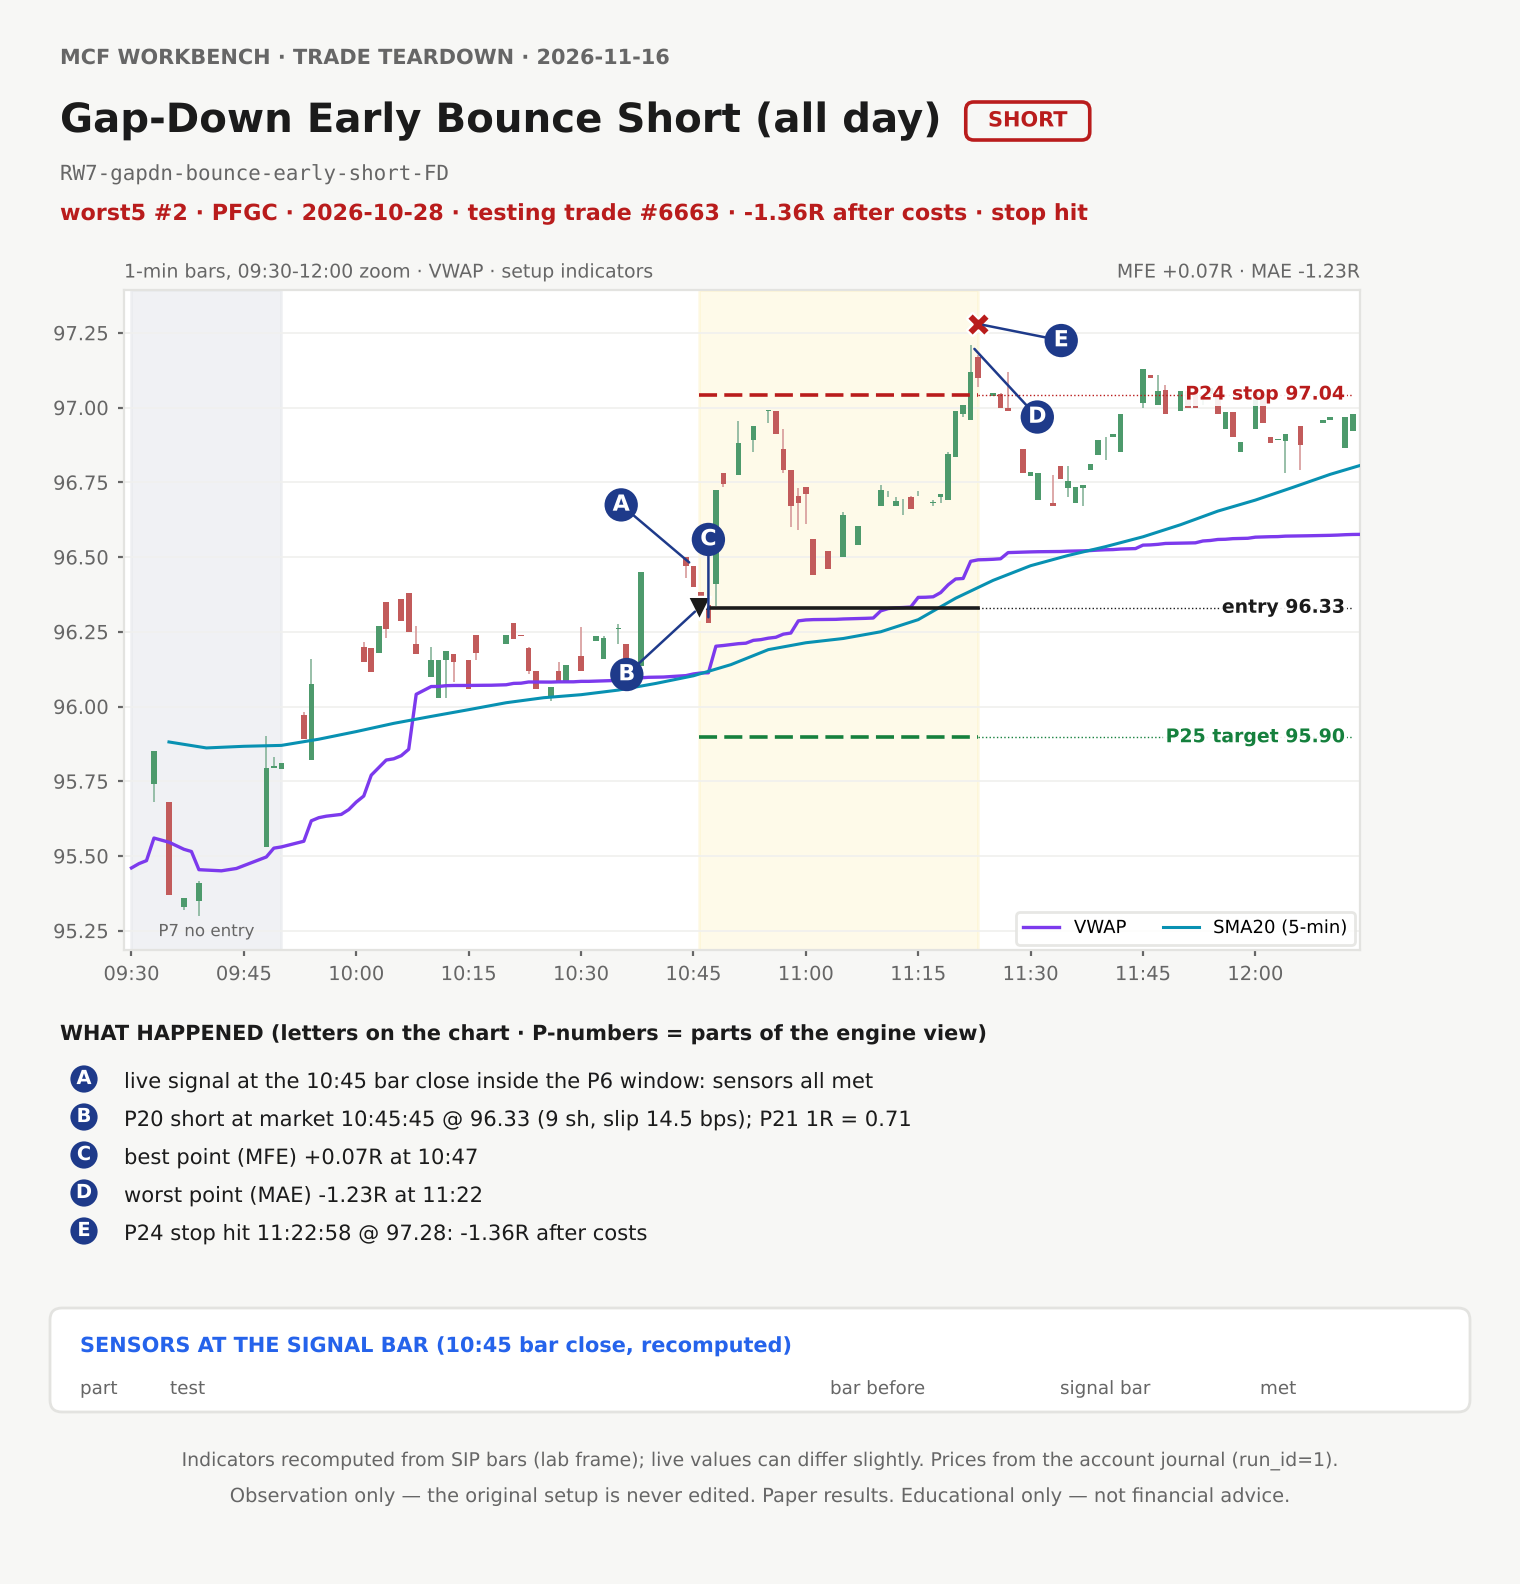 MCF WORKBENCH · TRADE TEARDOWN · 2026-11-16
Gap-Down Early Bounce Short (all day) SHORT
RW7-gapdn-bounce-early-short-FD
worst5 #2 · PFGC · 2026-10-28 · testing trade #6663 · -1.36R after costs · stop hit
1-min bars, 09:30-12:00 zoom · VWAP · setup indicators MFE +0.07R · MAE -1.23R
97.25
97.00
96.75
96.50
96.25
96.00
95.75
95.50
95.25
E
P24 stop 97.04
D
A
C
entry 96.33
B
P25 target 95.90
P7 no entry
VWAP SMA20 (5-min)
09:30 09:45 10:00 10:15 10:30 10:45 11:00 11:15 11:30 11:45 12:00
WHAT HAPPENED (letters on the chart · P-numbers = parts of the engine view)
A live signal at the 10:45 bar close inside the P6 window: sensors all met
B P20 short at market 10:45:45 @ 96.33 (9 sh, slip 14.5 bps); P21 1R = 0.71
C best point (MFE) +0.07R at 10:47
D worst point (MAE) -1.23R at 11:22
E P24 stop hit 11:22:58 @ 97.28: -1.36R after costs
SENSORS AT THE SIGNAL BAR (10:45 bar close, recomputed)
part test bar before signal bar met
Indicators recomputed from SIP bars (lab frame); live values can differ slightly. Prices from the account journal (run_id=1).
Observation only — the original setup is never edited. Paper results. Educational only — not financial advice.